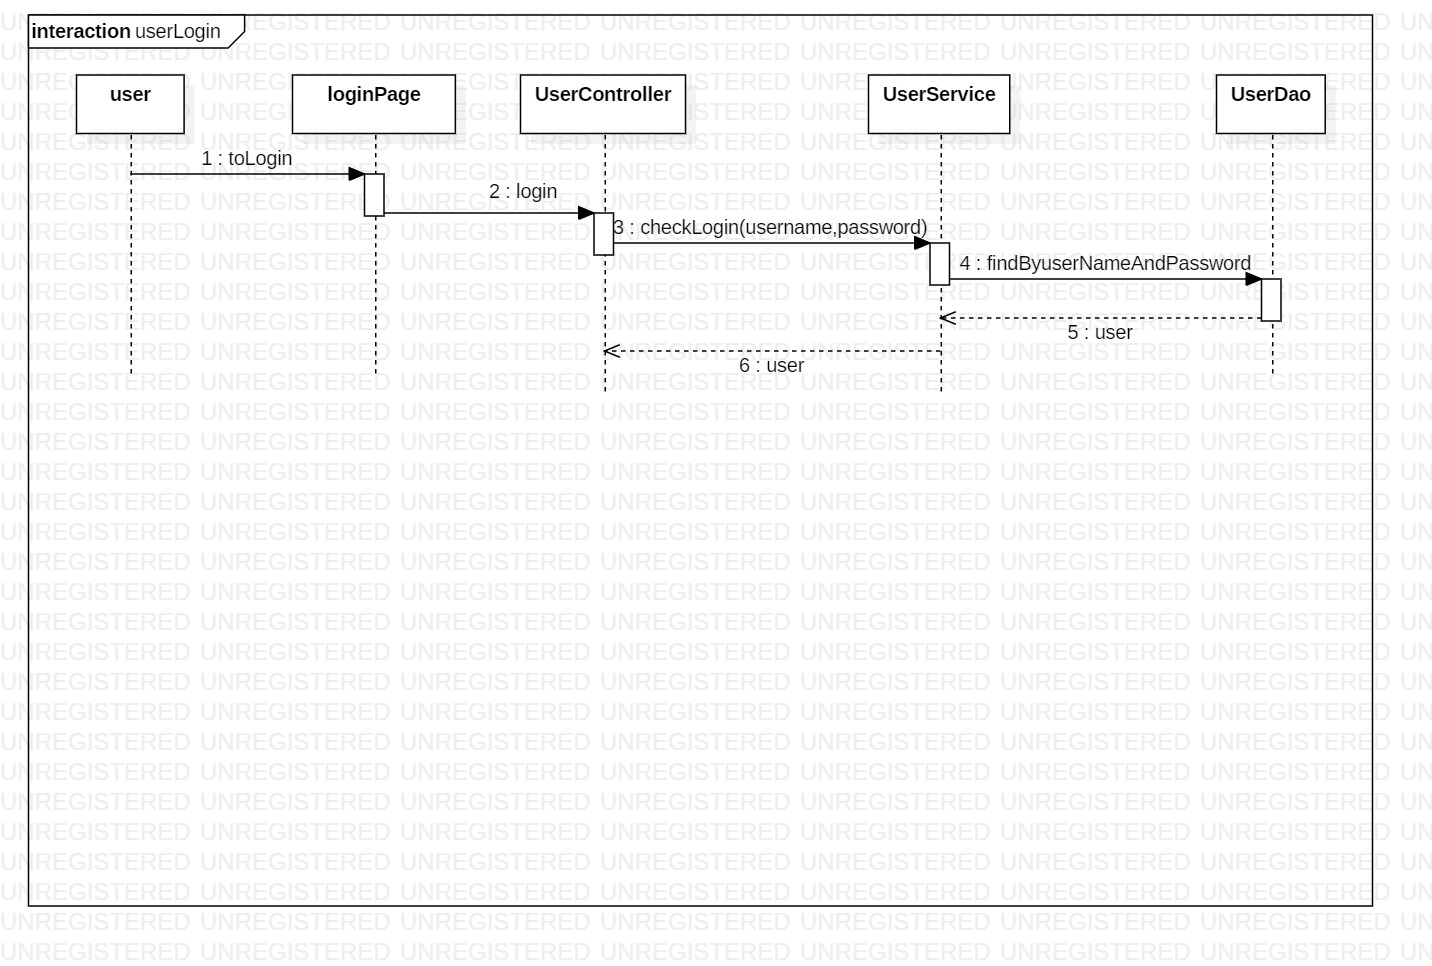 interaction userLogin
user
loginPage
UserController
UserService
UserDao
1 : toLogin
2 : login
3 : checkLogin(username,password)
4 : findByuserNameAndPassword
5 : user
6 : user
UNREGISTERED